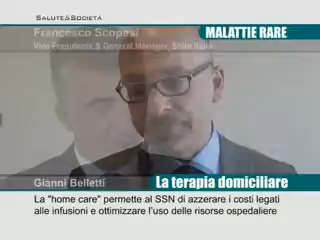 SALUTE&SOCIETÀ
Francesco Scopesi
MALATTIE RARE
Vice Presidente & General Manager, Shire Italia
Gianni Belletti
La terapia domiciliare
La "home care" permette al SSN di azzerare i costi legati
alle infusioni e ottimizzare l'uso delle risorse ospedaliere